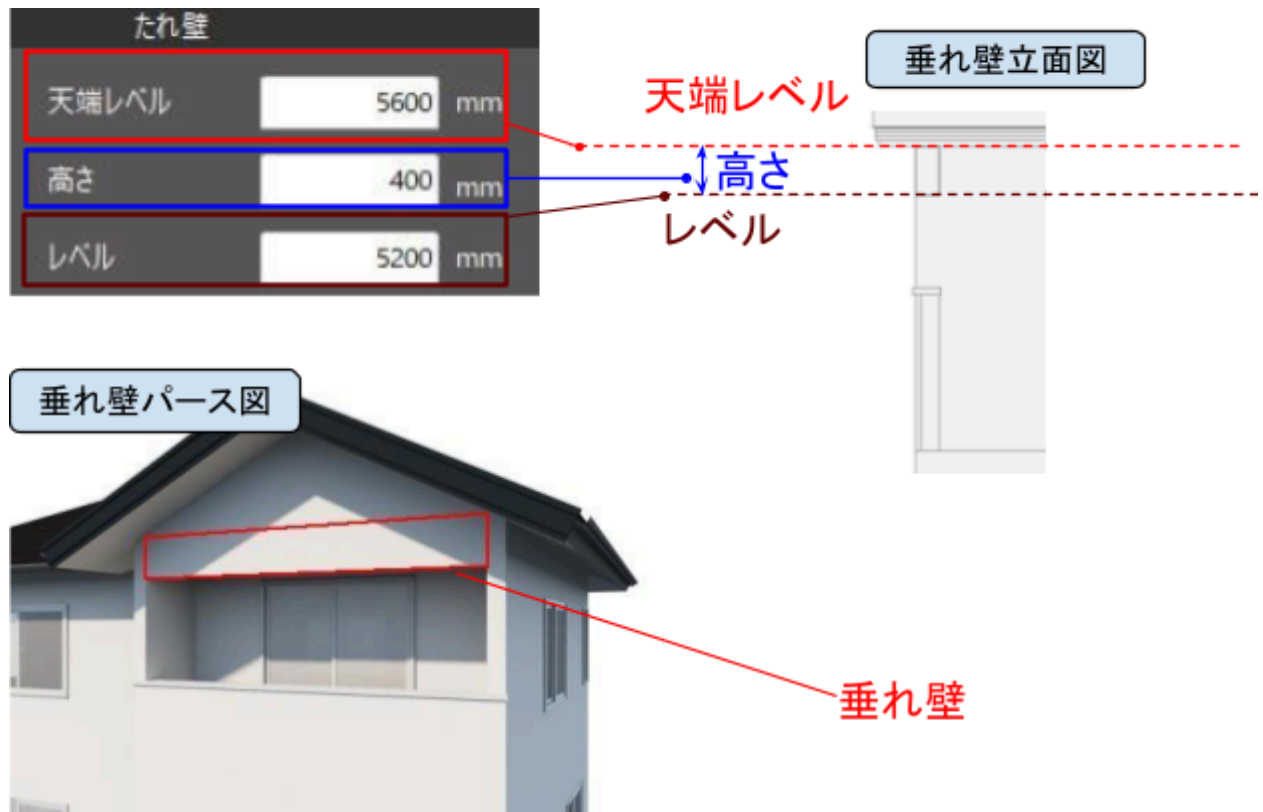 たれ壁
天端レベル 5600 mm
高さ 400 mm
レベル 5200 mm
垂れ壁立面図
天端レベル
高さ
レベル
垂れ壁パース図
垂れ壁